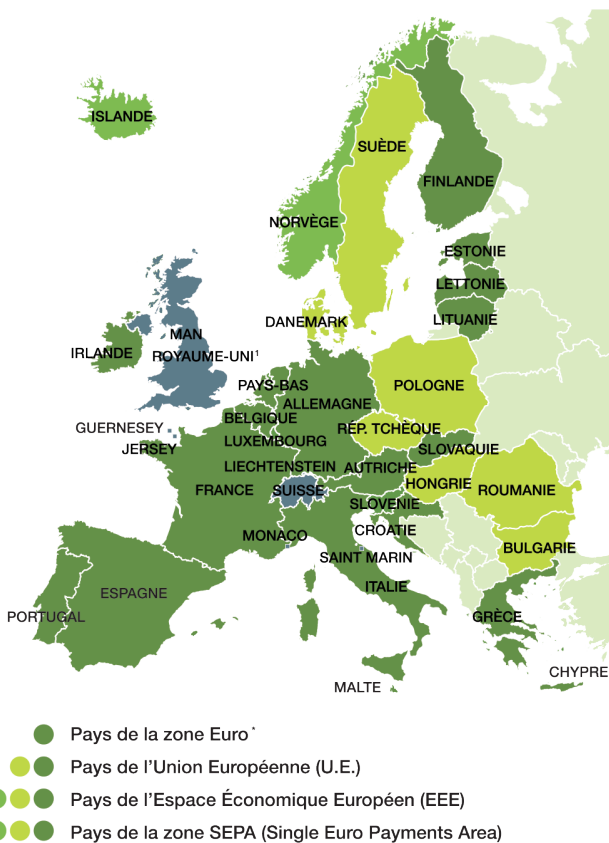 ISLANDE
SUÈDE
FINLANDE
NORVÈGE
ESTONIE
LETTONIE
LITUANIE
DANEMARK
MAN
ROYAUME-UNI¹
IRLANDE
PAYS-BAS
POLOGNE
ALLEMAGNE
BELGIQUE
GUERNESEY
RÉP. TCHÈQUE
JERSEY
LUXEMBOURG
SLOVAQUIE
LIECHTENSTEIN
AUTRICHE
HONGRIE
FRANCE
SUISSE
ROUMANIE
SLOVENIE
CROATIE
MONACO
BULGARIE
SAINT MARIN
ITALIE
ESPAGNE
PORTUGAL
GRÈCE
CHYPRE
MALTE
Pays de la zone Euro*
Pays de l’Union Européenne (U.E.)
Pays de l’Espace Économique Européen (EEE)
Pays de la zone SEPA (Single Euro Payments Area)